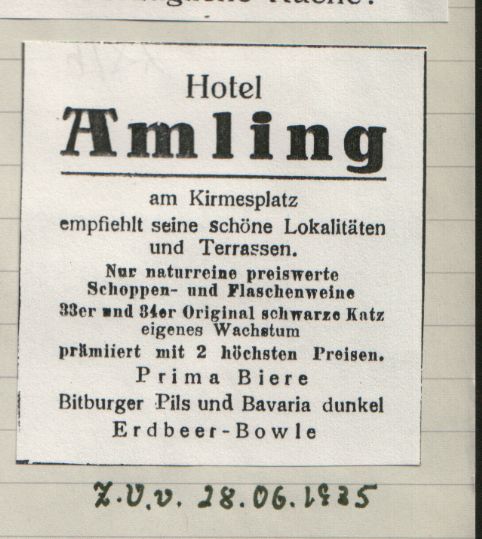 Küche.
Hotel
Amling
am Kirmesplatz
empfiehlt seine schöne Lokalitäten
und Terrassen.
Nur naturreine preiswerte
Schoppen- und Flaschenweine
33er und 34er Original schwarze Katz
eigenes Wachstum
prämiiert mit 2 höchsten Preisen.
Prima Biere
Bitburger Pils und Bavaria dunkel
Erdbeer-Bowle
Z.V.v. 28.06.1935